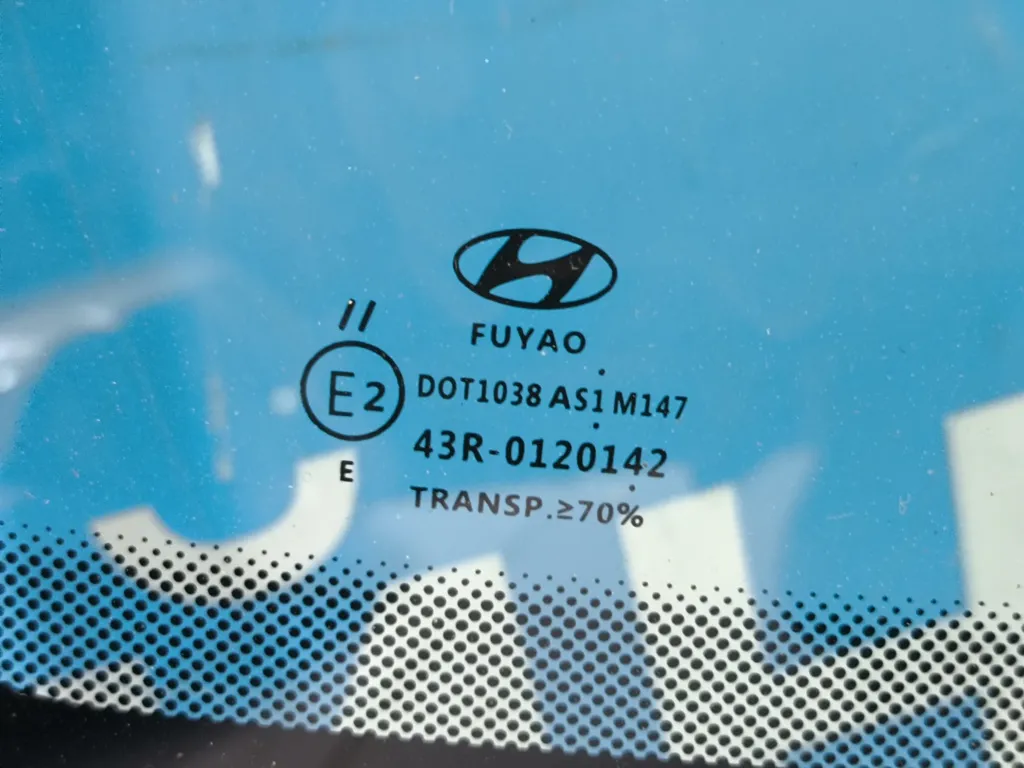 FUYAO
//
E2
DOT1038 AS1 M147
43R-0120142
E
TRANSP.≥70%